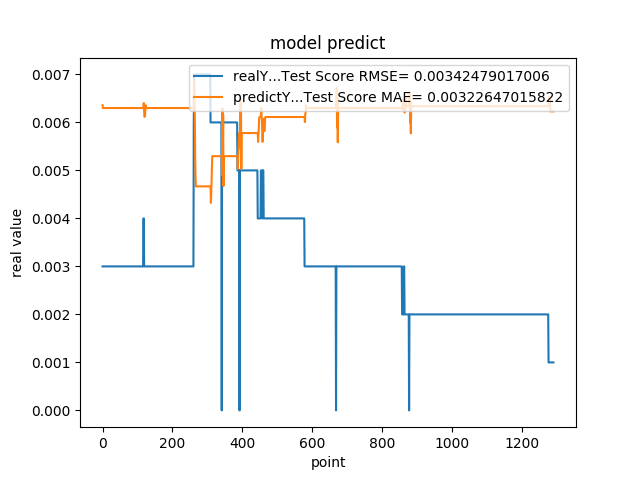 model predict
realY...Test Score RMSE= 0.00342479017006
predictY...Test Score MAE= 0.00322647015822
real value
0.007
0.006
0.005
0.004
0.003
0.002
0.001
0.000
0 200 400 600 800 1000 1200
point